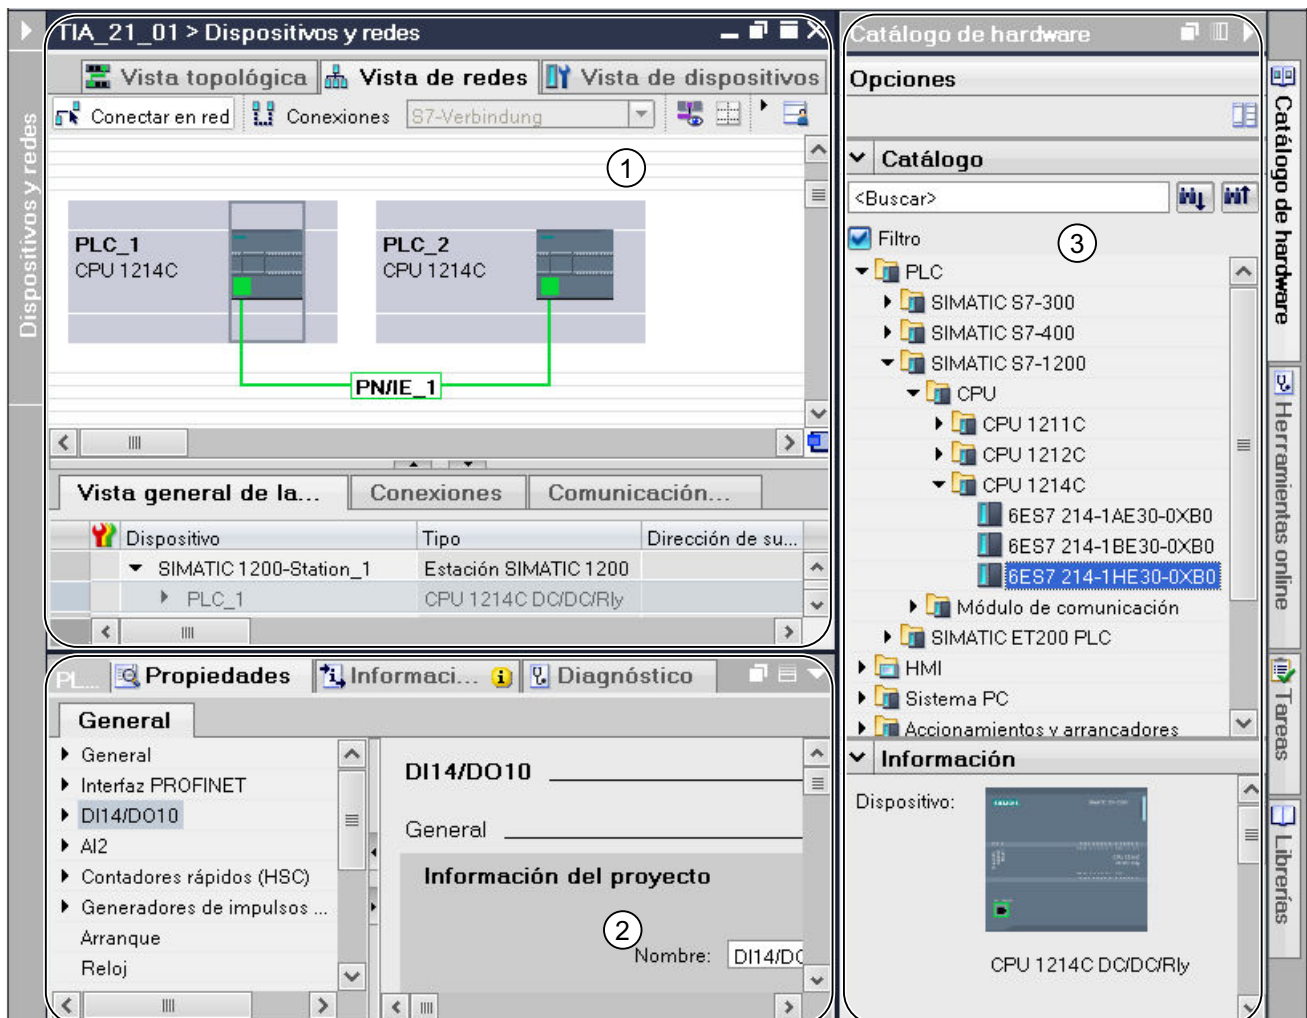 TIA_21_01 > Dispositivos y redes
Vista topológica
Vista de redes
Vista de dispositivos
Conectar en red
Conexiones
S7-Verbindung
1
PLC_1
CPU 1214C
PLC_2
CPU 1214C
PN/IE_1
Vista general de la...
Conexiones
Comunicación...
Dispositivo
Tipo
Dirección de su...
SIMATIC 1200-Station_1
Estación SIMATIC 1200
PLC_1
CPU 1214C DC/DC/Rly
Dispositivos y redes
PL...
Propiedades
Informaci...
Diagnóstico
General
General
Interfaz PROFINET
DI14/DO10
AI2
Contadores rápidos (HSC)
Generadores de impulsos ...
Arranque
Reloj
DI14/DO10
General
Información del proyecto
2
Nombre:
DI14/DO
Catálogo de hardware
Opciones
Catálogo
<Buscar>
Filtro
3
PLC
SIMATIC S7-300
SIMATIC S7-400
SIMATIC S7-1200
CPU
CPU 1211C
CPU 1212C
CPU 1214C
6ES7 214-1AE30-0XB0
6ES7 214-1BE30-0XB0
6ES7 214-1HE30-0XB0
Módulo de comunicación
SIMATIC ET200 PLC
HMI
Sistema PC
Accionamientos y arrancadores
Información
Dispositivo:
CPU 1214C DC/DC/Rly
Catálogo de hardware
Herramientas online
Tareas
Librerías